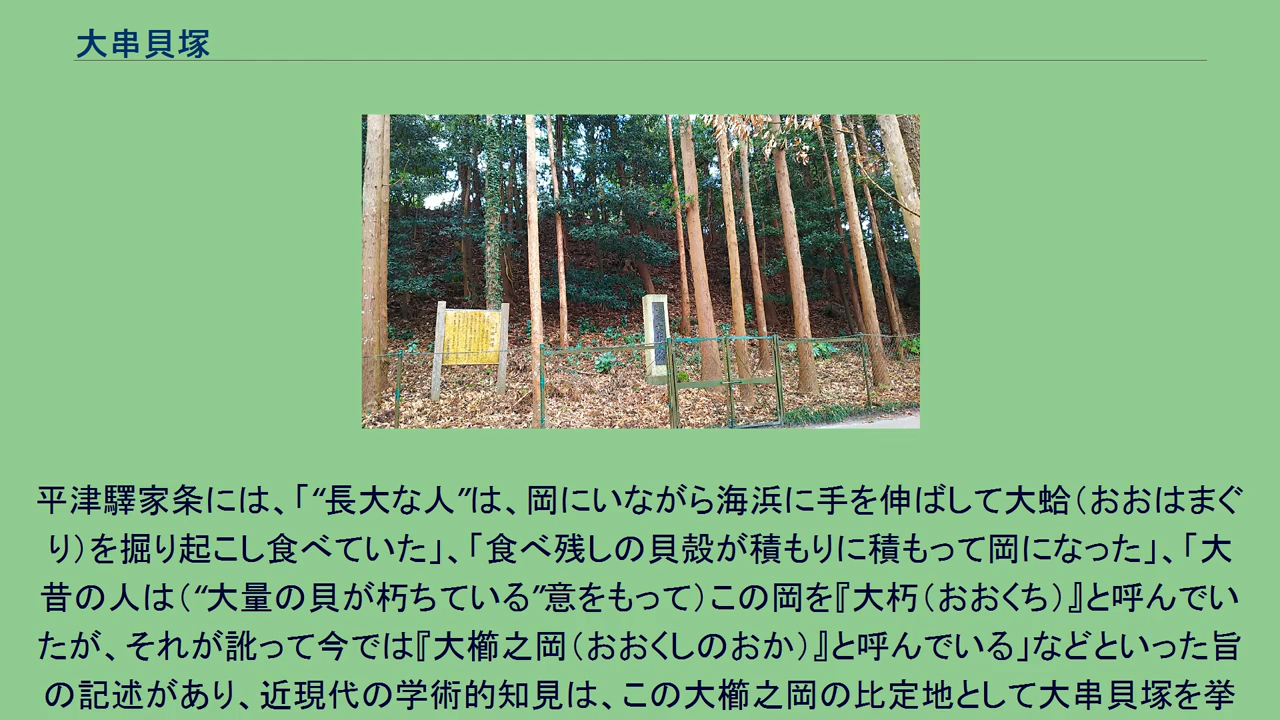 大串貝塚
平津驛家条には、「“長大な人”は、岡にいながら海浜に手を伸ばして大蛤（おおはまぐ
り）を掘り起こし食べていた」、「食べ残しの貝殻が積もりに積もって岡になった」、「大
昔の人は（“大量の貝が朽ちている”意をもって）この岡を『大朽（おおくち）』と呼んでい
たが、それが訛って今では『大櫛之岡（おおくしのおか）』と呼んでいる」などといった旨
の記述があり、近現代の学術的知見は、この大櫛之岡の比定地として大串貝塚を挙